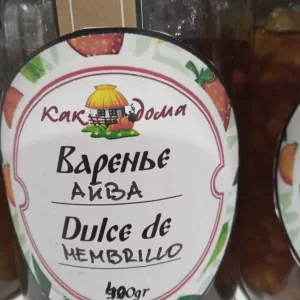 Как дома
Варенье
АЙВА
Dulce de
MEMBRILLO
400gr